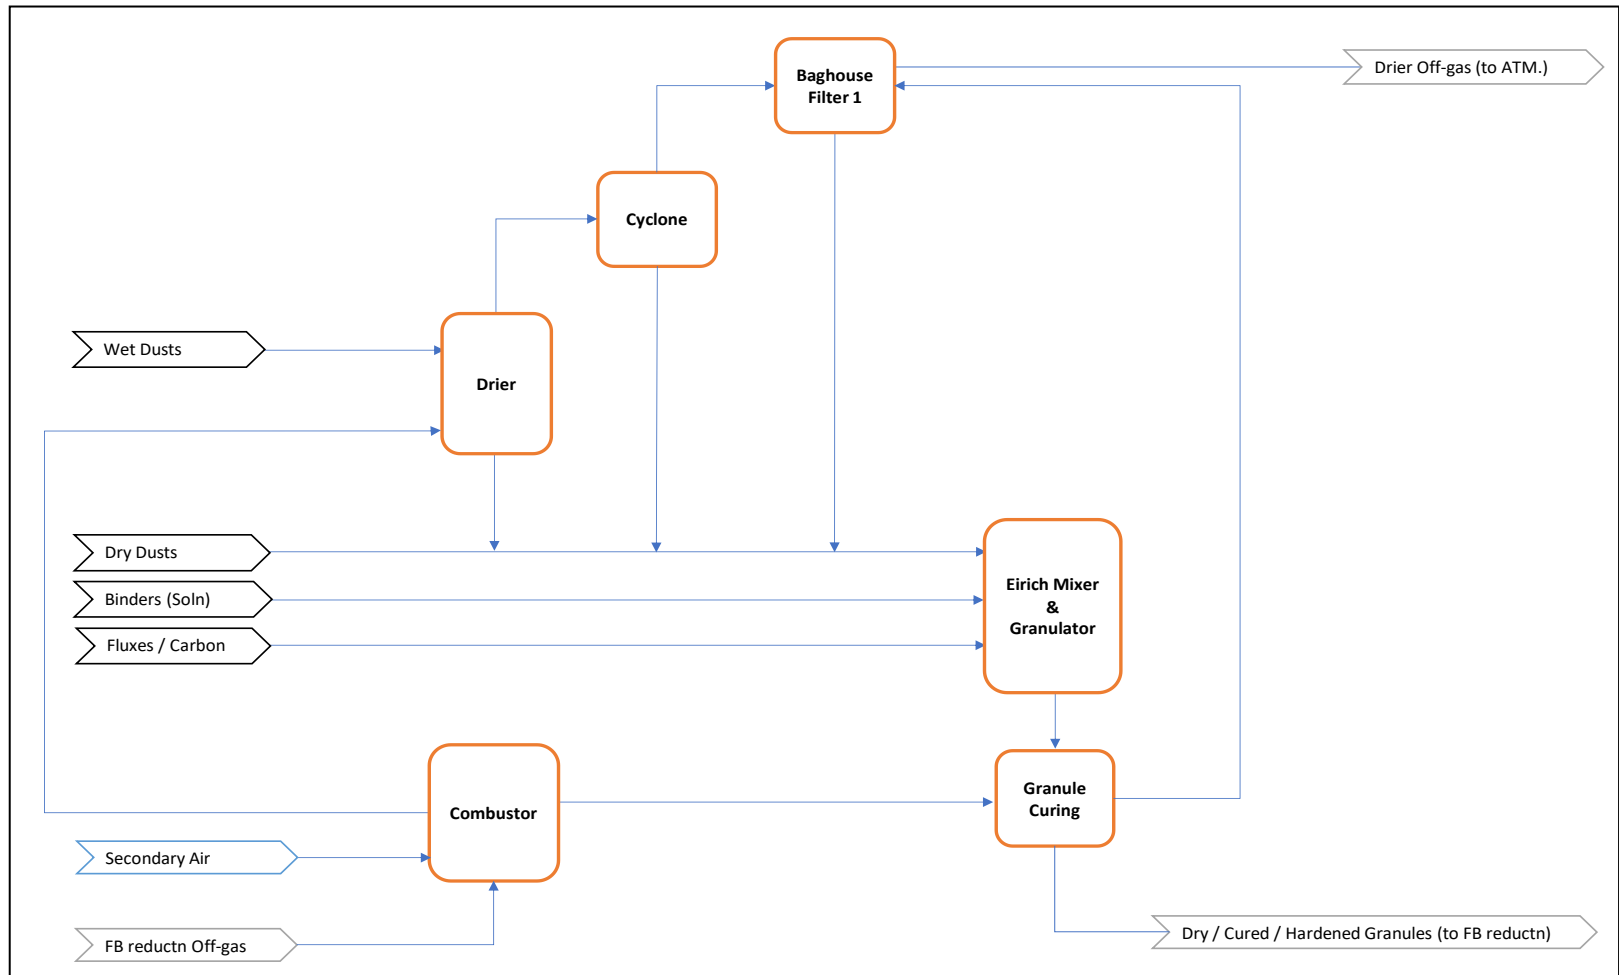 Baghouse
Filter 1
Drier Off-gas (to ATM.)
Cyclone
Wet Dusts
Drier
Dry Dusts
Binders (Soln)
Fluxes / Carbon
Eirich Mixer
&
Granulator
Combustor
Granule
Curing
Secondary Air
FB reductn Off-gas
Dry / Cured / Hardened Granules (to FB reductn)